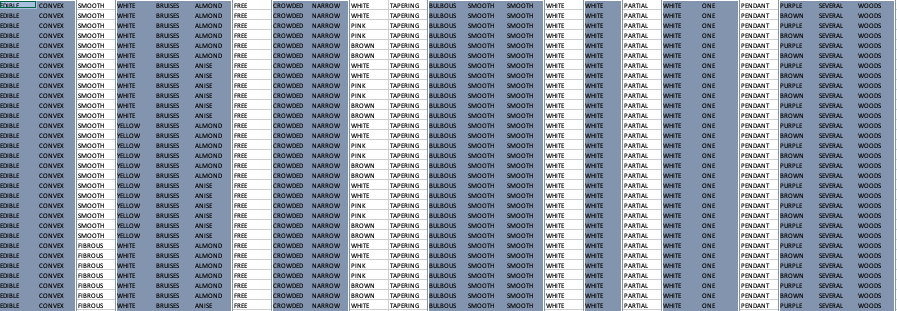 EDIBLE CONVEX SMOOTH WHITE BRUISES ALMOND FREE CROWDED NARROW WHITE TAPERING BULBOUS SMOOTH SMOOTH WHITE WHITE PARTIAL WHITE ONE PENDANT PURPLE SEVERAL WOODS
EDIBLE CONVEX SMOOTH WHITE BRUISES ALMOND FREE CROWDED NARROW WHITE TAPERING BULBOUS SMOOTH SMOOTH WHITE WHITE PARTIAL WHITE ONE PENDANT BROWN SEVERAL WOODS
EDIBLE CONVEX SMOOTH WHITE BRUISES ALMOND FREE CROWDED NARROW PINK TAPERING BULBOUS SMOOTH SMOOTH WHITE WHITE PARTIAL WHITE ONE PENDANT PURPLE SEVERAL WOODS
EDIBLE CONVEX SMOOTH WHITE BRUISES ALMOND FREE CROWDED NARROW PINK TAPERING BULBOUS SMOOTH SMOOTH WHITE WHITE PARTIAL WHITE ONE PENDANT BROWN SEVERAL WOODS
EDIBLE CONVEX SMOOTH WHITE BRUISES ALMOND FREE CROWDED NARROW BROWN TAPERING BULBOUS SMOOTH SMOOTH WHITE WHITE PARTIAL WHITE ONE PENDANT PURPLE SEVERAL WOODS
EDIBLE CONVEX SMOOTH WHITE BRUISES ALMOND FREE CROWDED NARROW BROWN TAPERING BULBOUS SMOOTH SMOOTH WHITE WHITE PARTIAL WHITE ONE PENDANT BROWN SEVERAL WOODS
EDIBLE CONVEX SMOOTH WHITE BRUISES ANISE FREE CROWDED NARROW WHITE TAPERING BULBOUS SMOOTH SMOOTH WHITE WHITE PARTIAL WHITE ONE PENDANT PURPLE SEVERAL WOODS
EDIBLE CONVEX SMOOTH WHITE BRUISES ANISE FREE CROWDED NARROW WHITE TAPERING BULBOUS SMOOTH SMOOTH WHITE WHITE PARTIAL WHITE ONE PENDANT BROWN SEVERAL WOODS
EDIBLE CONVEX SMOOTH WHITE BRUISES ANISE FREE CROWDED NARROW PINK TAPERING BULBOUS SMOOTH SMOOTH WHITE WHITE PARTIAL WHITE ONE PENDANT PURPLE SEVERAL WOODS
EDIBLE CONVEX SMOOTH WHITE BRUISES ANISE FREE CROWDED NARROW PINK TAPERING BULBOUS SMOOTH SMOOTH WHITE WHITE PARTIAL WHITE ONE PENDANT BROWN SEVERAL WOODS
EDIBLE CONVEX SMOOTH WHITE BRUISES ANISE FREE CROWDED NARROW BROWN TAPERING BULBOUS SMOOTH SMOOTH WHITE WHITE PARTIAL WHITE ONE PENDANT PURPLE SEVERAL WOODS
EDIBLE CONVEX SMOOTH WHITE BRUISES ANISE FREE CROWDED NARROW BROWN TAPERING BULBOUS SMOOTH SMOOTH WHITE WHITE PARTIAL WHITE ONE PENDANT BROWN SEVERAL WOODS
EDIBLE CONVEX SMOOTH YELLOW BRUISES ALMOND FREE CROWDED NARROW WHITE TAPERING BULBOUS SMOOTH SMOOTH WHITE WHITE PARTIAL WHITE ONE PENDANT PURPLE SEVERAL WOODS
EDIBLE CONVEX SMOOTH YELLOW BRUISES ALMOND FREE CROWDED NARROW WHITE TAPERING BULBOUS SMOOTH SMOOTH WHITE WHITE PARTIAL WHITE ONE PENDANT BROWN SEVERAL WOODS
EDIBLE CONVEX SMOOTH YELLOW BRUISES ALMOND FREE CROWDED NARROW PINK TAPERING BULBOUS SMOOTH SMOOTH WHITE WHITE PARTIAL WHITE ONE PENDANT PURPLE SEVERAL WOODS
EDIBLE CONVEX SMOOTH YELLOW BRUISES ALMOND FREE CROWDED NARROW PINK TAPERING BULBOUS SMOOTH SMOOTH WHITE WHITE PARTIAL WHITE ONE PENDANT BROWN SEVERAL WOODS
EDIBLE CONVEX SMOOTH YELLOW BRUISES ALMOND FREE CROWDED NARROW BROWN TAPERING BULBOUS SMOOTH SMOOTH WHITE WHITE PARTIAL WHITE ONE PENDANT PURPLE SEVERAL WOODS
EDIBLE CONVEX SMOOTH YELLOW BRUISES ALMOND FREE CROWDED NARROW BROWN TAPERING BULBOUS SMOOTH SMOOTH WHITE WHITE PARTIAL WHITE ONE PENDANT BROWN SEVERAL WOODS
EDIBLE CONVEX SMOOTH YELLOW BRUISES ANISE FREE CROWDED NARROW WHITE TAPERING BULBOUS SMOOTH SMOOTH WHITE WHITE PARTIAL WHITE ONE PENDANT PURPLE SEVERAL WOODS
EDIBLE CONVEX SMOOTH YELLOW BRUISES ANISE FREE CROWDED NARROW WHITE TAPERING BULBOUS SMOOTH SMOOTH WHITE WHITE PARTIAL WHITE ONE PENDANT BROWN SEVERAL WOODS
EDIBLE CONVEX SMOOTH YELLOW BRUISES ANISE FREE CROWDED NARROW PINK TAPERING BULBOUS SMOOTH SMOOTH WHITE WHITE PARTIAL WHITE ONE PENDANT PURPLE SEVERAL WOODS
EDIBLE CONVEX SMOOTH YELLOW BRUISES ANISE FREE CROWDED NARROW PINK TAPERING BULBOUS SMOOTH SMOOTH WHITE WHITE PARTIAL WHITE ONE PENDANT BROWN SEVERAL WOODS
EDIBLE CONVEX SMOOTH YELLOW BRUISES ANISE FREE CROWDED NARROW BROWN TAPERING BULBOUS SMOOTH SMOOTH WHITE WHITE PARTIAL WHITE ONE PENDANT PURPLE SEVERAL WOODS
EDIBLE CONVEX SMOOTH YELLOW BRUISES ANISE FREE CROWDED NARROW BROWN TAPERING BULBOUS SMOOTH SMOOTH WHITE WHITE PARTIAL WHITE ONE PENDANT BROWN SEVERAL WOODS
EDIBLE CONVEX FIBROUS WHITE BRUISES ALMOND FREE CROWDED NARROW WHITE TAPERING BULBOUS SMOOTH SMOOTH WHITE WHITE PARTIAL WHITE ONE PENDANT PURPLE SEVERAL WOODS
EDIBLE CONVEX FIBROUS WHITE BRUISES ALMOND FREE CROWDED NARROW WHITE TAPERING BULBOUS SMOOTH SMOOTH WHITE WHITE PARTIAL WHITE ONE PENDANT BROWN SEVERAL WOODS
EDIBLE CONVEX FIBROUS WHITE BRUISES ALMOND FREE CROWDED NARROW PINK TAPERING BULBOUS SMOOTH SMOOTH WHITE WHITE PARTIAL WHITE ONE PENDANT PURPLE SEVERAL WOODS
EDIBLE CONVEX FIBROUS WHITE BRUISES ALMOND FREE CROWDED NARROW PINK TAPERING BULBOUS SMOOTH SMOOTH WHITE WHITE PARTIAL WHITE ONE PENDANT BROWN SEVERAL WOODS
EDIBLE CONVEX FIBROUS WHITE BRUISES ALMOND FREE CROWDED NARROW BROWN TAPERING BULBOUS SMOOTH SMOOTH WHITE WHITE PARTIAL WHITE ONE PENDANT PURPLE SEVERAL WOODS
EDIBLE CONVEX FIBROUS WHITE BRUISES ALMOND FREE CROWDED NARROW BROWN TAPERING BULBOUS SMOOTH SMOOTH WHITE WHITE PARTIAL WHITE ONE PENDANT BROWN SEVERAL WOODS
EDIBLE CONVEX FIBROUS WHITE BRUISES ANISE FREE CROWDED NARROW WHITE TAPERING BULBOUS SMOOTH SMOOTH WHITE WHITE PARTIAL WHITE ONE PENDANT PURPLE SEVERAL WOODS